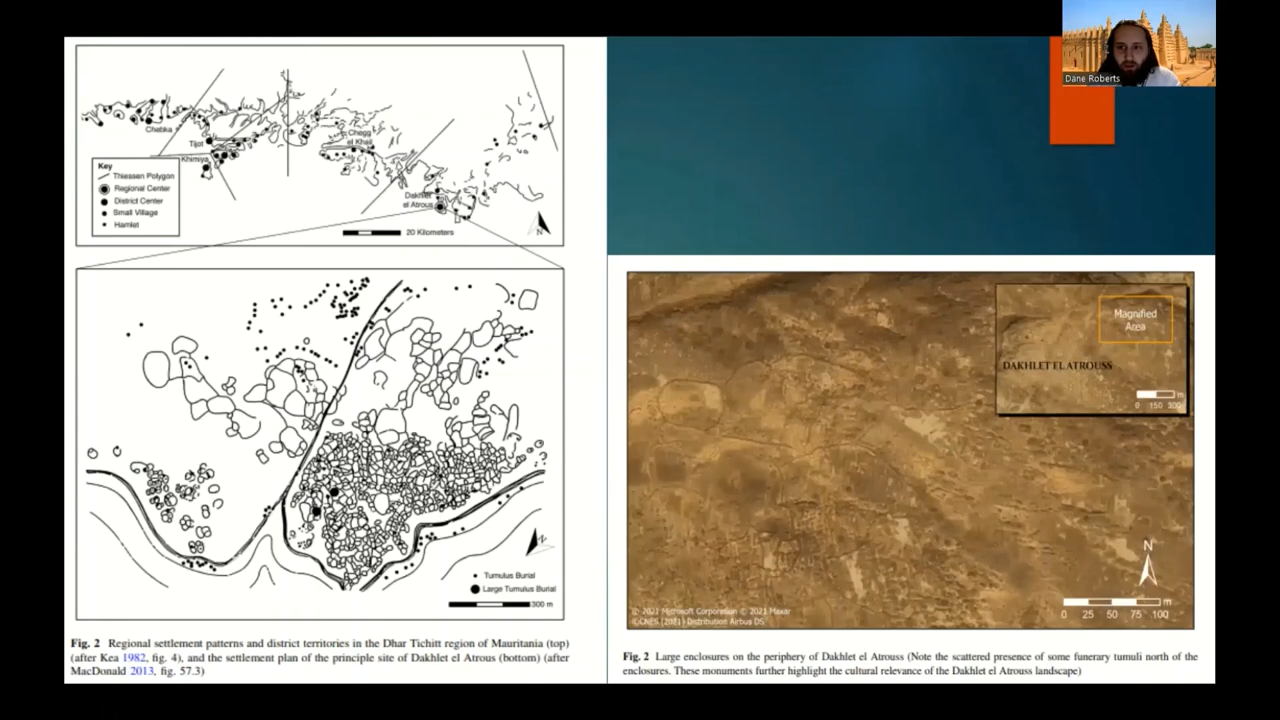 Dane Roberts
Chebka
Tijot
Khimiya
Chegg
el Khail
Dakhlet
el Atrous
Key
Thiessen Polygon
Regional Center
District Center
Small Village
Hamlet
20 Kilometers
N
Tumulus Burial
Large Tumulus Burial
300 m
Fig. 2 Regional settlement patterns and district territories in the Dhar Tichitt region of Mauritania (top)
(after Kea 1982, fig. 4), and the settlement plan of the principle site of Dakhlet el Atrous (bottom) (after
MacDonald 2013, fig. 57.3)
Magnified
Area
DAKHLET EL ATROUSS
m
0 150 300
N
m
0 25 50 75 100
© 2021 Microsoft Corporation © 2021 Maxar
©CNES (2021) Distribution Airbus DS
Fig. 2 Large enclosures on the periphery of Dakhlet el Atrouss (Note the scattered presence of some funerary tumuli north of the
enclosures. These monuments further highlight the cultural relevance of the Dakhlet el Atrouss landscape)